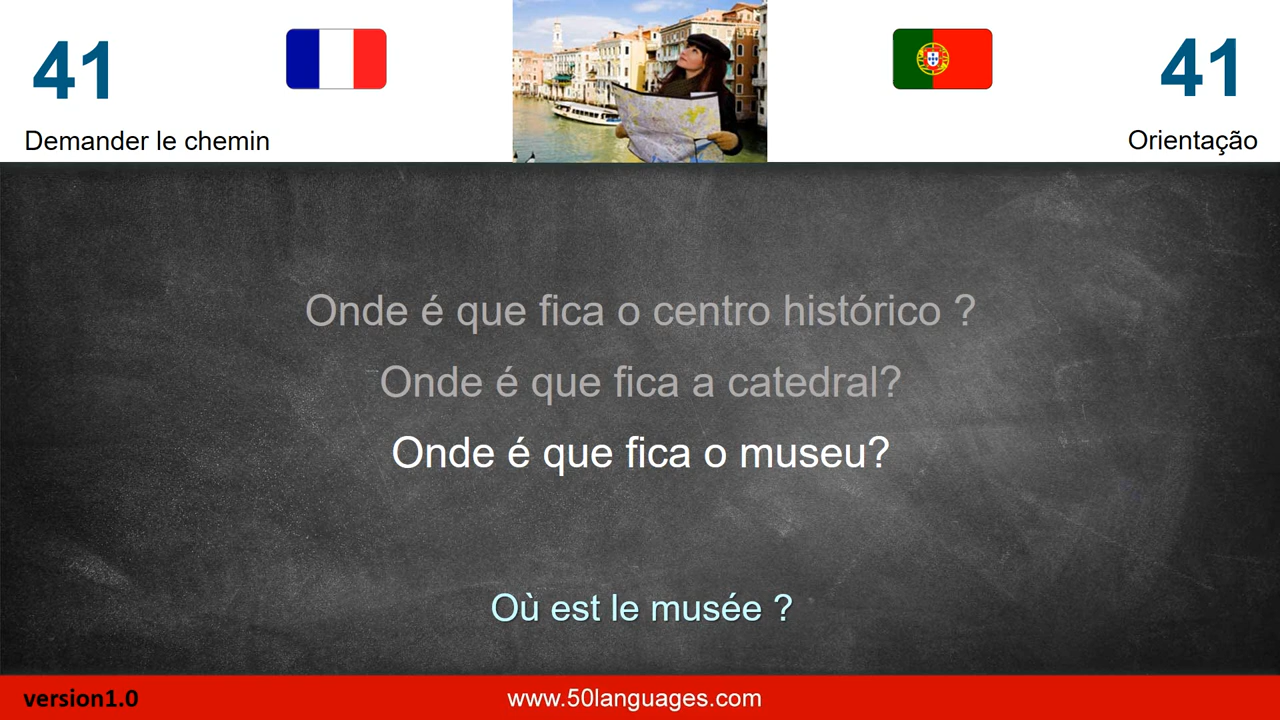 41
41
Demander le chemin
Orientação
Onde é que fica o centro histórico ?
Onde é que fica a catedral?
Onde é que fica o museu?
Où est le musée ?
version1.0
www.50languages.com